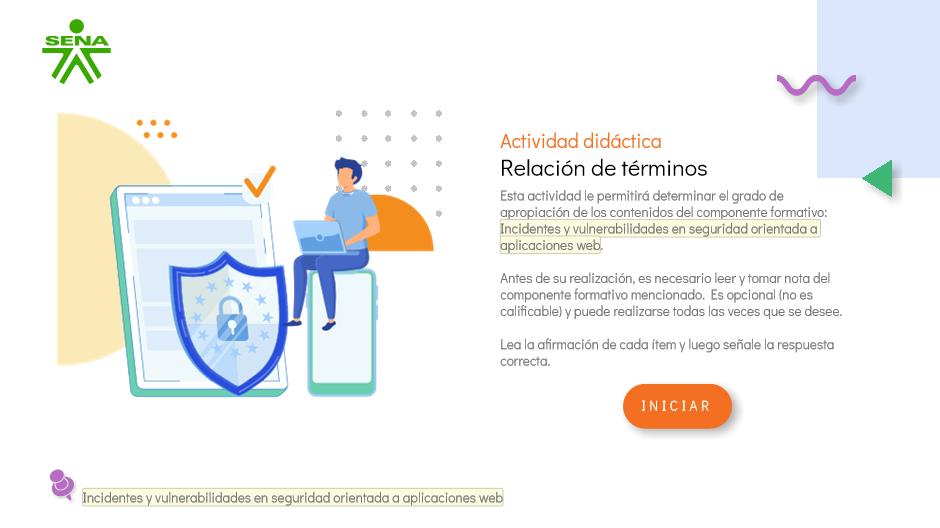 SENA
Actividad didáctica
Relación de términos
Esta actividad le permitirá determinar el grado de
apropiación de los contenidos del componente formativo:
Incidentes y vulnerabilidades en seguridad orientada a
aplicaciones web.
Antes de su realización, es necesario leer y tomar nota del
componente formativo mencionado. Es opcional (no es
calificable) y puede realizarse todas las veces que se desee.
Lea la afirmación de cada ítem y luego señale la respuesta
correcta.
INICIAR
Incidentes y vulnerabilidades en seguridad orientada a aplicaciones web